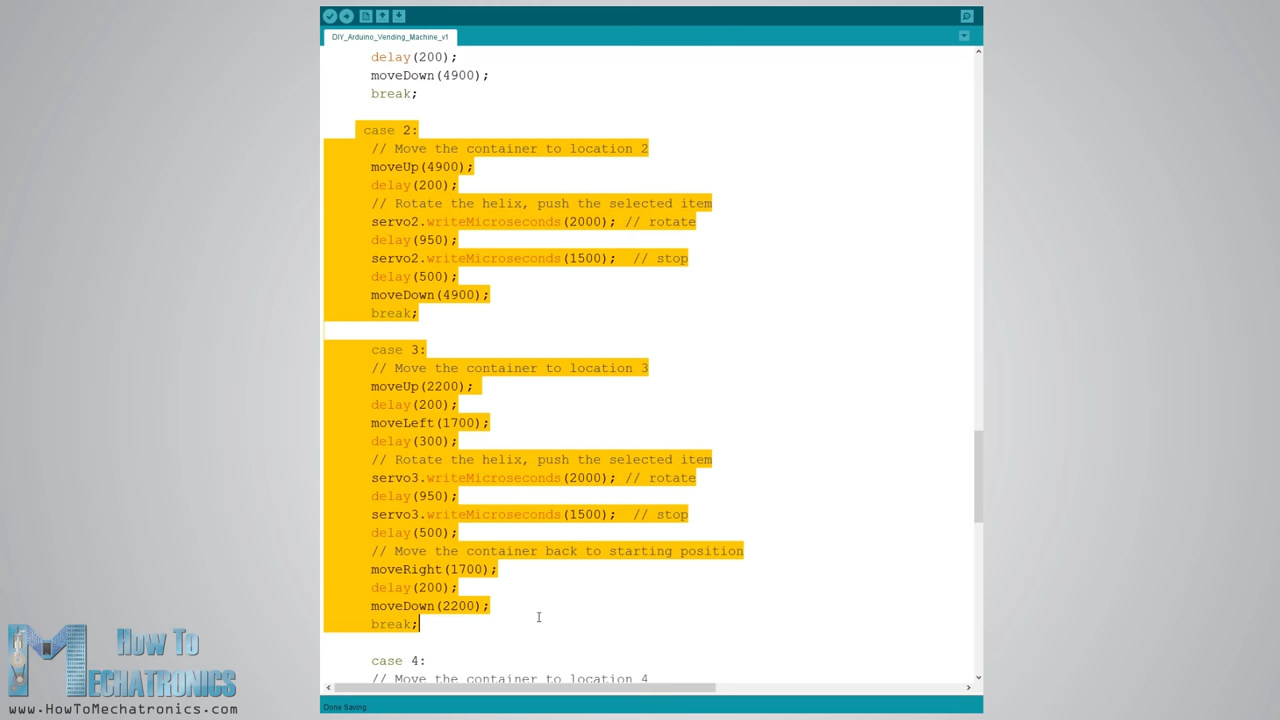 DIY_Arduino_Vending_Machine_v1
delay(200);
moveDown(4900);
break;
case 2:
// Move the container to location 2
moveUp(4900);
delay(200);
// Rotate the helix, push the selected item
servo2.writeMicroseconds(2000); // rotate
delay(950);
servo2.writeMicroseconds(1500);  // stop
delay(500);
moveDown(4900);
break;
case 3:
// Move the container to location 3
moveUp(2200);
delay(200);
moveLeft(1700);
delay(300);
// Rotate the helix, push the selected item
servo3.writeMicroseconds(2000); // rotate
delay(950);
servo3.writeMicroseconds(1500);  // stop
delay(500);
// Move the container back to starting position
moveRight(1700);
delay(200);
moveDown(2200);
break;
case 4:
// Move the container to location 4
Done Saving.
How To
MECHATRONICS
www.HowToMechatronics.com